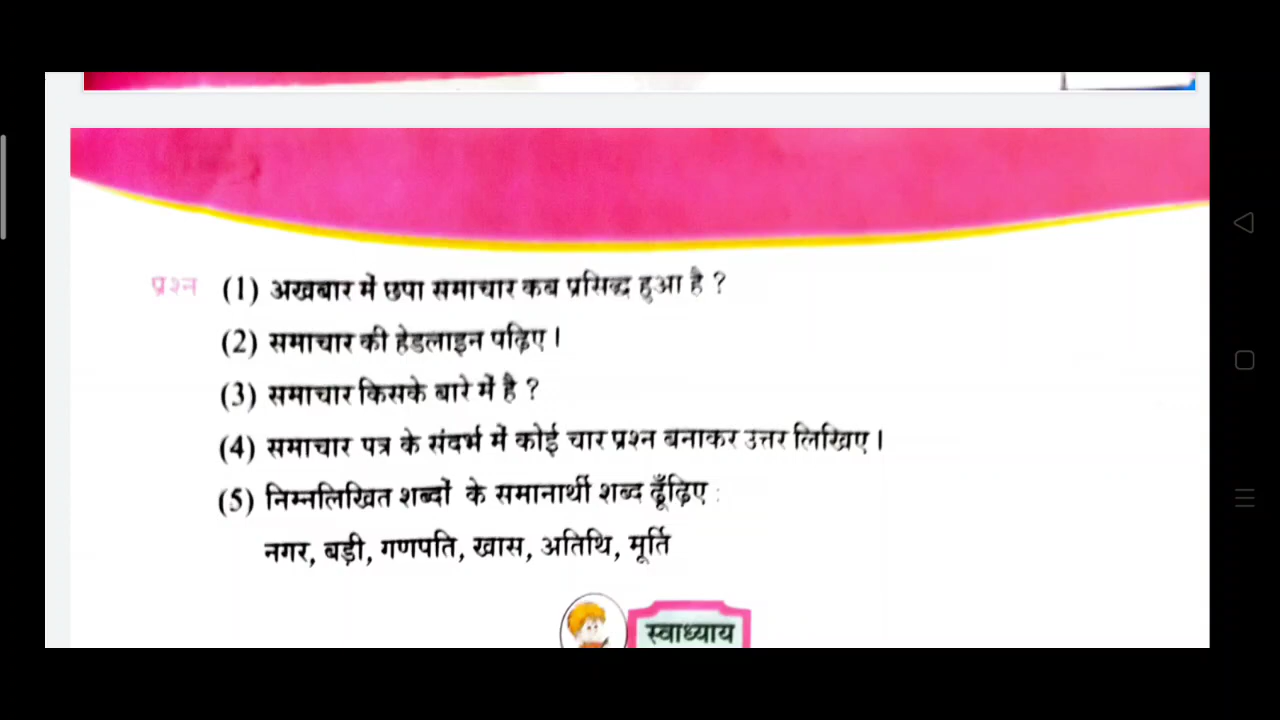 प्रश्न (1) अखबार में छपा समाचार कब प्रसिद्ध हुआ है ?
(2) समाचार की हेडलाइन पढ़िए ।
(3) समाचार किसके बारे में है ?
(4) समाचार पत्र के संदर्भ में कोई चार प्रश्न बनाकर उत्तर लिखिए ।
(5) निम्नलिखित शब्दों के समानार्थी शब्द ढूँढ़िए :
नगर, बड़ी, गणपति, खास, अतिथि, मूर्ति
स्वाध्याय